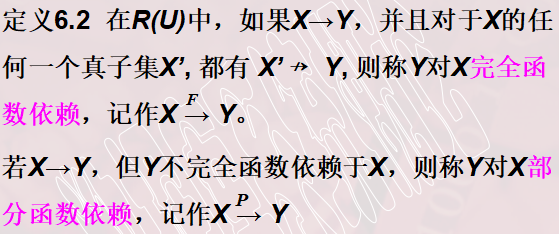 定义6.2 在R(U)中，如果X→Y，并且对于X的任
何一个真子集X’, 都有 X’ ↛ Y, 则称Y对X完全函
数依赖，记作X F→ Y。
若X→Y，但Y不完全函数依赖于X，则称Y对X部
分函数依赖，记作X P→ Y